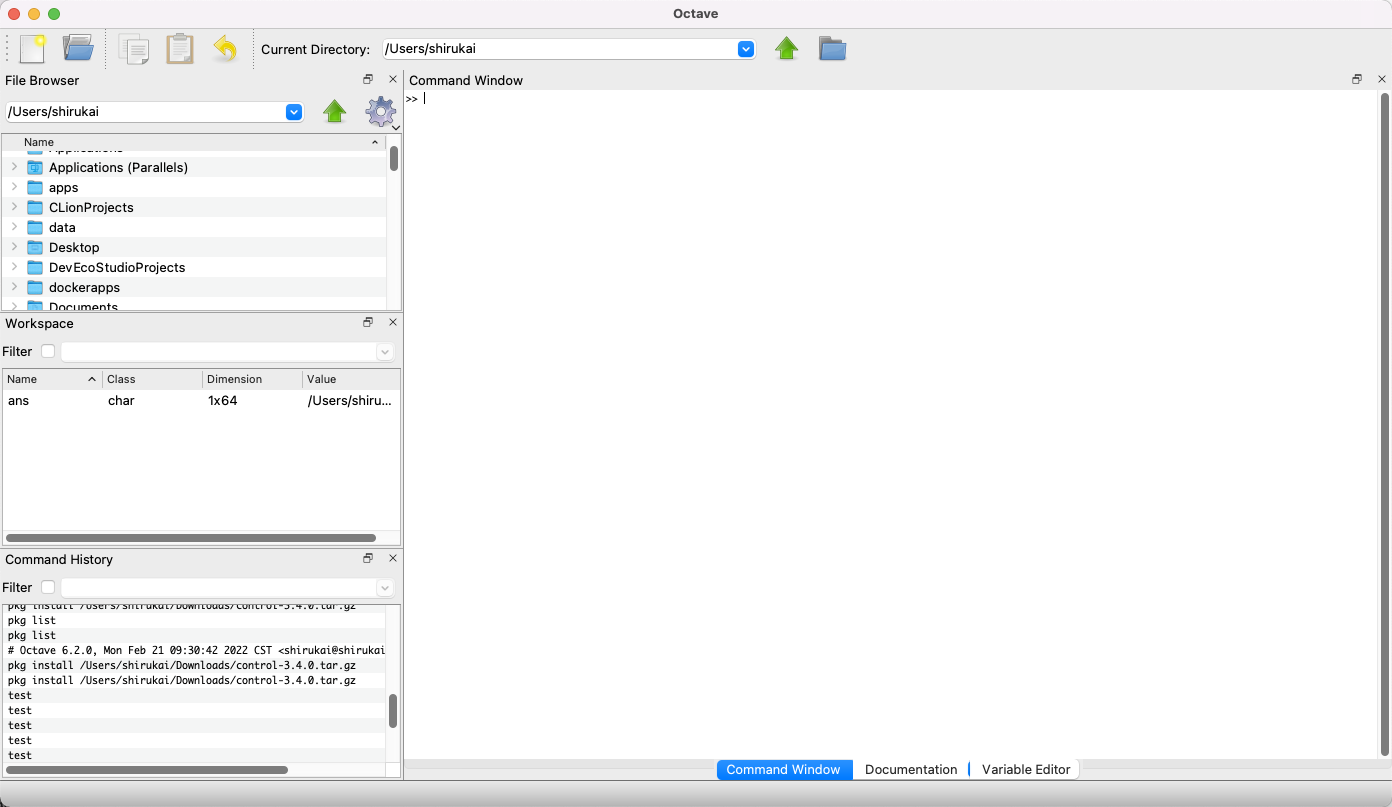 Octave
Current Directory: /Users/shirukai
File Browser
/Users/shirukai
Name
Applications
Applications (Parallels)
apps
CLionProjects
data
Desktop
DevEcoStudioProjects
dockerapps
Documents
Workspace
Filter
Name Class Dimension Value
ans char 1x64 /Users/shiru...
Command History
Filter
pkg install /Users/shirukai/Downloads/control-3.4.0.tar.gz
pkg list
pkg list
# Octave 6.2.0, Mon Feb 21 09:30:42 2022 CST <shirukai@shirukai
pkg install /Users/shirukai/Downloads/control-3.4.0.tar.gz
pkg install /Users/shirukai/Downloads/control-3.4.0.tar.gz
test
test
test
test
test
Command Window
>>
Command Window Documentation Variable Editor